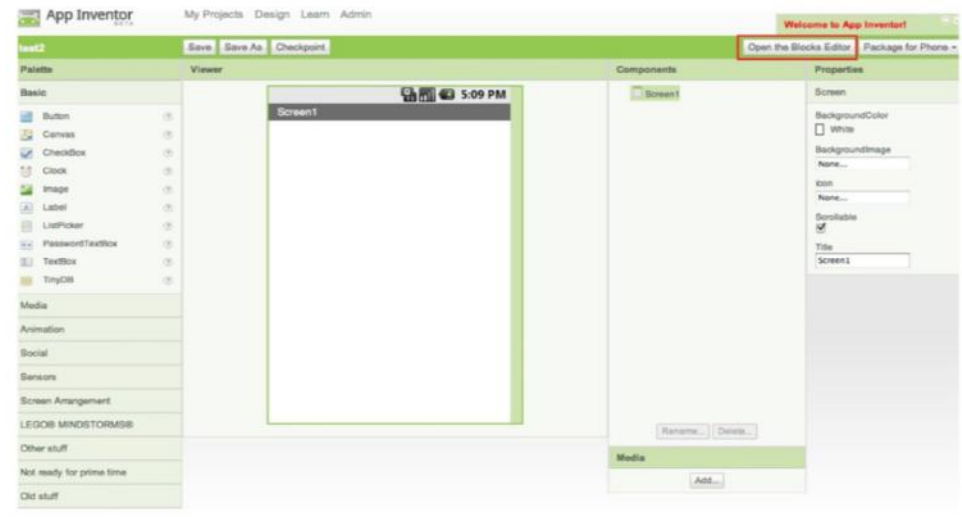 App Inventor
BETA
My Projects Design Learn Admin
Welcome to App Inventor!
test2
Save Save As Checkpoint
Open the Blocks Editor Package for Phone
Palette
Basic
Button
Canvas
CheckBox
Clock
Image
Label
ListPicker
PasswordTextBox
TextBox
TinyDB
Media
Animation
Social
Sensors
Screen Arrangement
LEGO® MINDSTORMS®
Other stuff
Not ready for prime time
Old stuff
Viewer
5:09 PM
Screen1
Components
Screen1
Rename... Delete...
Media
Add...
Properties
Screen
BackgroundColor
White
BackgroundImage
None...
Icon
None...
Scrollable
Title
Screen1